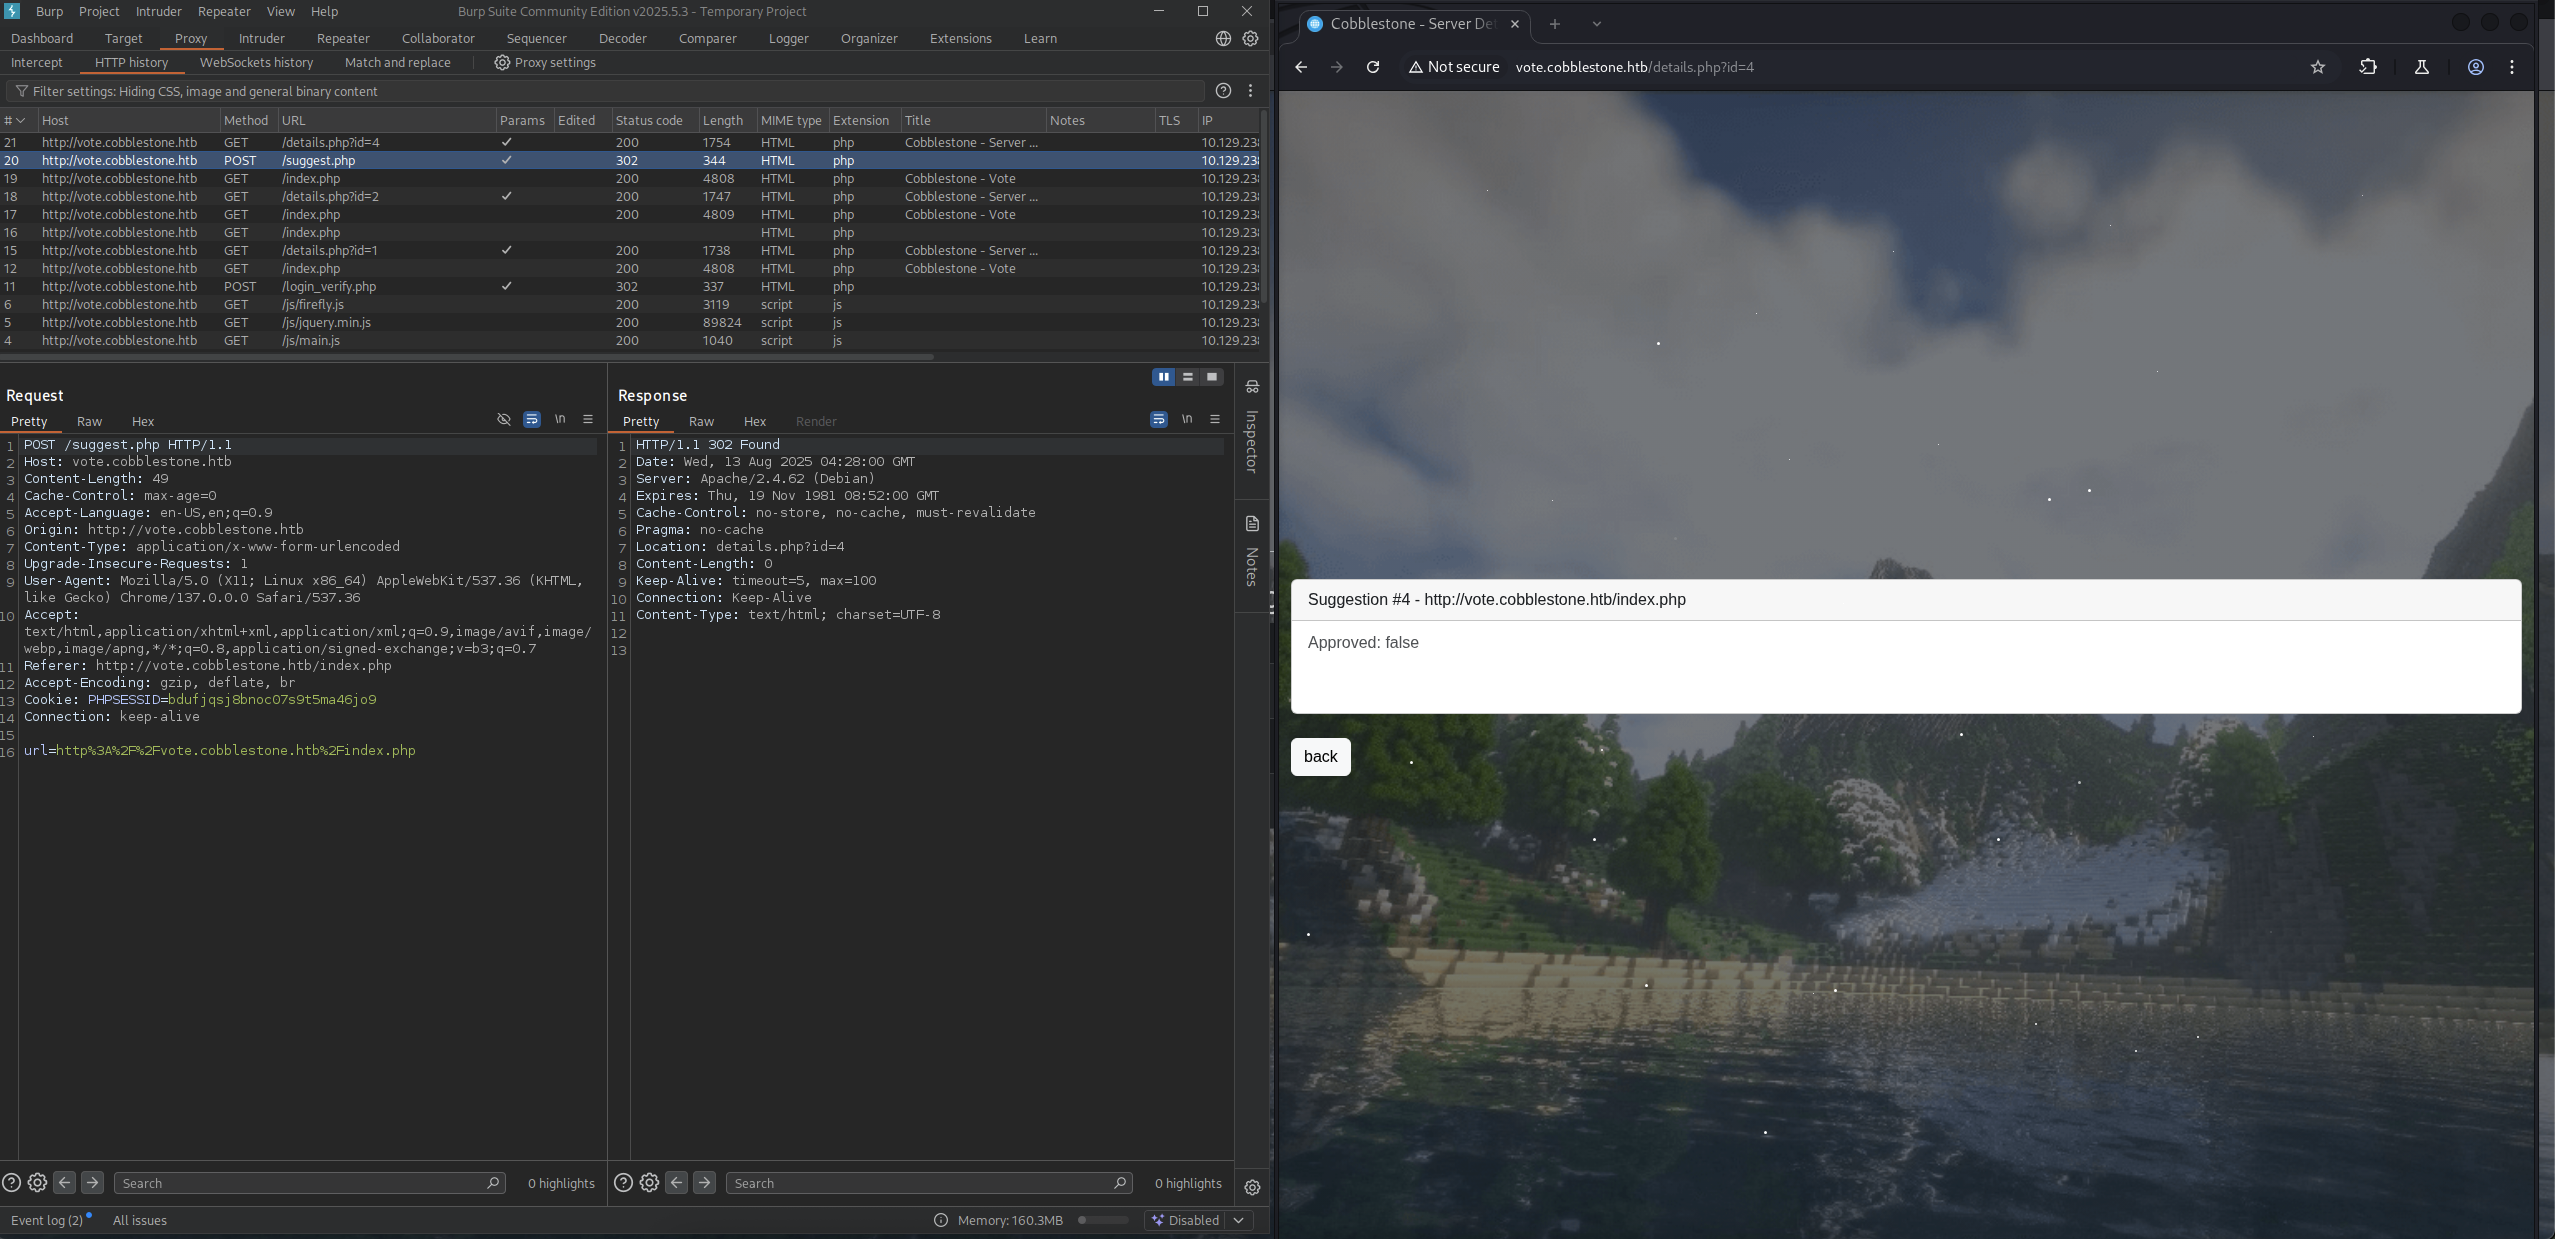 Burp Project Intruder Repeater View Help Burp Suite Community Edition v2025.5.3 - Temporary Project
Dashboard Target Proxy Intruder Repeater Collaborator Sequencer Decoder Comparer Logger Organizer Extensions Learn
Intercept HTTP history WebSockets history Match and replace Proxy settings
Filter settings: Hiding CSS, image and general binary content
# Host Method URL Params Edited Status code Length MIME type Extension Title Notes TLS IP
21 http://vote.cobblestone.htb GET /details.php?id=4 ✓ 200 1754 HTML php Cobblestone - Server ... 10.129.23
20 http://vote.cobblestone.htb POST /suggest.php ✓ 302 344 HTML php 10.129.23
19 http://vote.cobblestone.htb GET /index.php 200 4808 HTML php Cobblestone - Vote 10.129.23
18 http://vote.cobblestone.htb GET /details.php?id=2 ✓ 200 1747 HTML php Cobblestone - Server ... 10.129.23
17 http://vote.cobblestone.htb GET /index.php 200 4809 HTML php Cobblestone - Vote 10.129.23
16 http://vote.cobblestone.htb GET /index.php HTML php 10.129.23
15 http://vote.cobblestone.htb GET /details.php?id=1 ✓ 200 1738 HTML php Cobblestone - Server ... 10.129.23
12 http://vote.cobblestone.htb GET /index.php 200 4808 HTML php Cobblestone - Vote 10.129.23
11 http://vote.cobblestone.htb POST /login_verify.php ✓ 302 337 HTML php 10.129.23
6 http://vote.cobblestone.htb GET /js/firefly.js 200 3119 script js 10.129.23
5 http://vote.cobblestone.htb GET /js/jquery.min.js 200 89824 script js 10.129.23
4 http://vote.cobblestone.htb GET /js/main.js 200 1040 script js 10.129.23
Request
Pretty Raw Hex \n
1 POST /suggest.php HTTP/1.1
2 Host: vote.cobblestone.htb
3 Content-Length: 49
4 Cache-Control: max-age=0
5 Accept-Language: en-US,en;q=0.9
6 Origin: http://vote.cobblestone.htb
7 Content-Type: application/x-www-form-urlencoded
8 Upgrade-Insecure-Requests: 1
9 User-Agent: Mozilla/5.0 (X11; Linux x86_64) AppleWebKit/537.36 (KHTML,
like Gecko) Chrome/137.0.0.0 Safari/537.36
10 Accept:
text/html,application/xhtml+xml,application/xml;q=0.9,image/avif,image/
webp,image/apng,*/*;q=0.8,application/signed-exchange;v=b3;q=0.7
11 Referer: http://vote.cobblestone.htb/index.php
12 Accept-Encoding: gzip, deflate, br
13 Cookie: PHPSESSID=bdufjqsj8bnoc07s9t5ma46jo9
14 Connection: keep-alive
15
16 url=http%3A%2F%2Fvote.cobblestone.htb%2Findex.php
Search 0 highlights
Response
Pretty Raw Hex Render \n
1 HTTP/1.1 302 Found
2 Date: Wed, 13 Aug 2025 04:28:00 GMT
3 Server: Apache/2.4.62 (Debian)
4 Expires: Thu, 19 Nov 1981 08:52:00 GMT
5 Cache-Control: no-store, no-cache, must-revalidate
6 Pragma: no-cache
7 Location: details.php?id=4
8 Content-Length: 0
9 Keep-Alive: timeout=5, max=100
10 Connection: Keep-Alive
11 Content-Type: text/html; charset=UTF-8
12
13
Search 0 highlights
Inspector
Notes
Event log (2) All issues Memory: 160.3MB Disabled
Cobblestone - Server De
Not secure vote.cobblestone.htb/details.php?id=4
Suggestion #4 - http://vote.cobblestone.htb/index.php
Approved: false
back